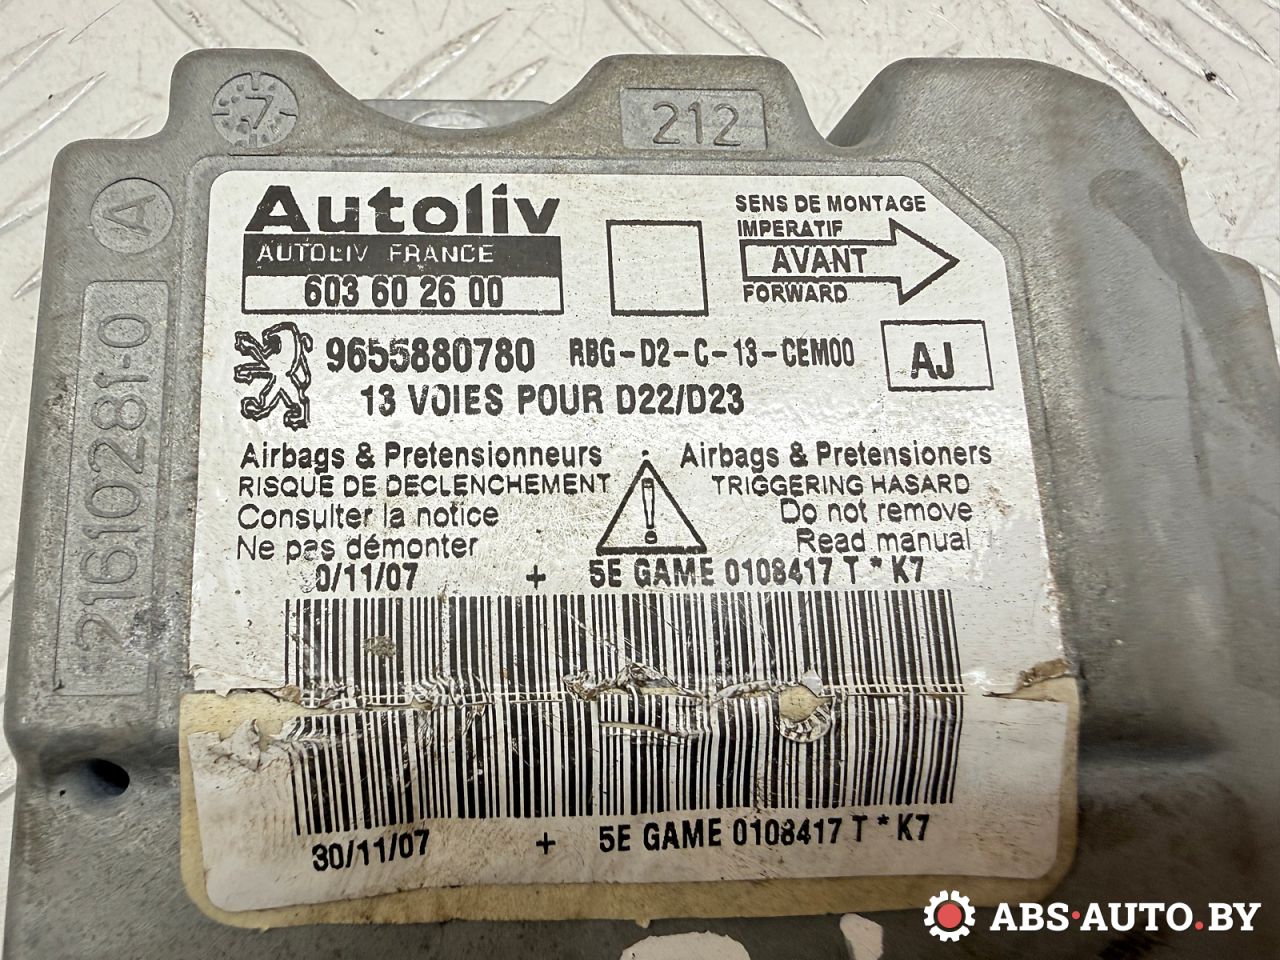 7
212
A
21610281-0
Autoliv
AUTOLIV FRANCE
603 60 26 00
SENS DE MONTAGE
IMPERATIF
AVANT
FORWARD
9655880780 RBG-D2-C-13-CEM00
AJ
13 VOIES POUR D22/D23
Airbags & Pretensionneurs
RISQUE DE DECLENCHEMENT
Consulter la notice
Ne pas démonter
Airbags & Pretensioners
TRIGGERING HASARD
Do not remove
Read manual
0/11/07 + 5E GAME 0108417 T * K7
30/11/07 + 5E GAME 0108417 T * K7
ABS-AUTO.BY